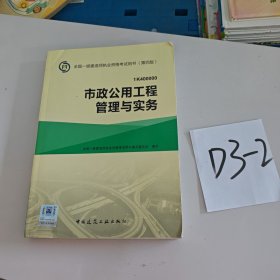 全国一级建造师执业资格考试用书（第四版）
1K400000
市政公用工程
管理与实务
中国建筑工业出版社
D3-2